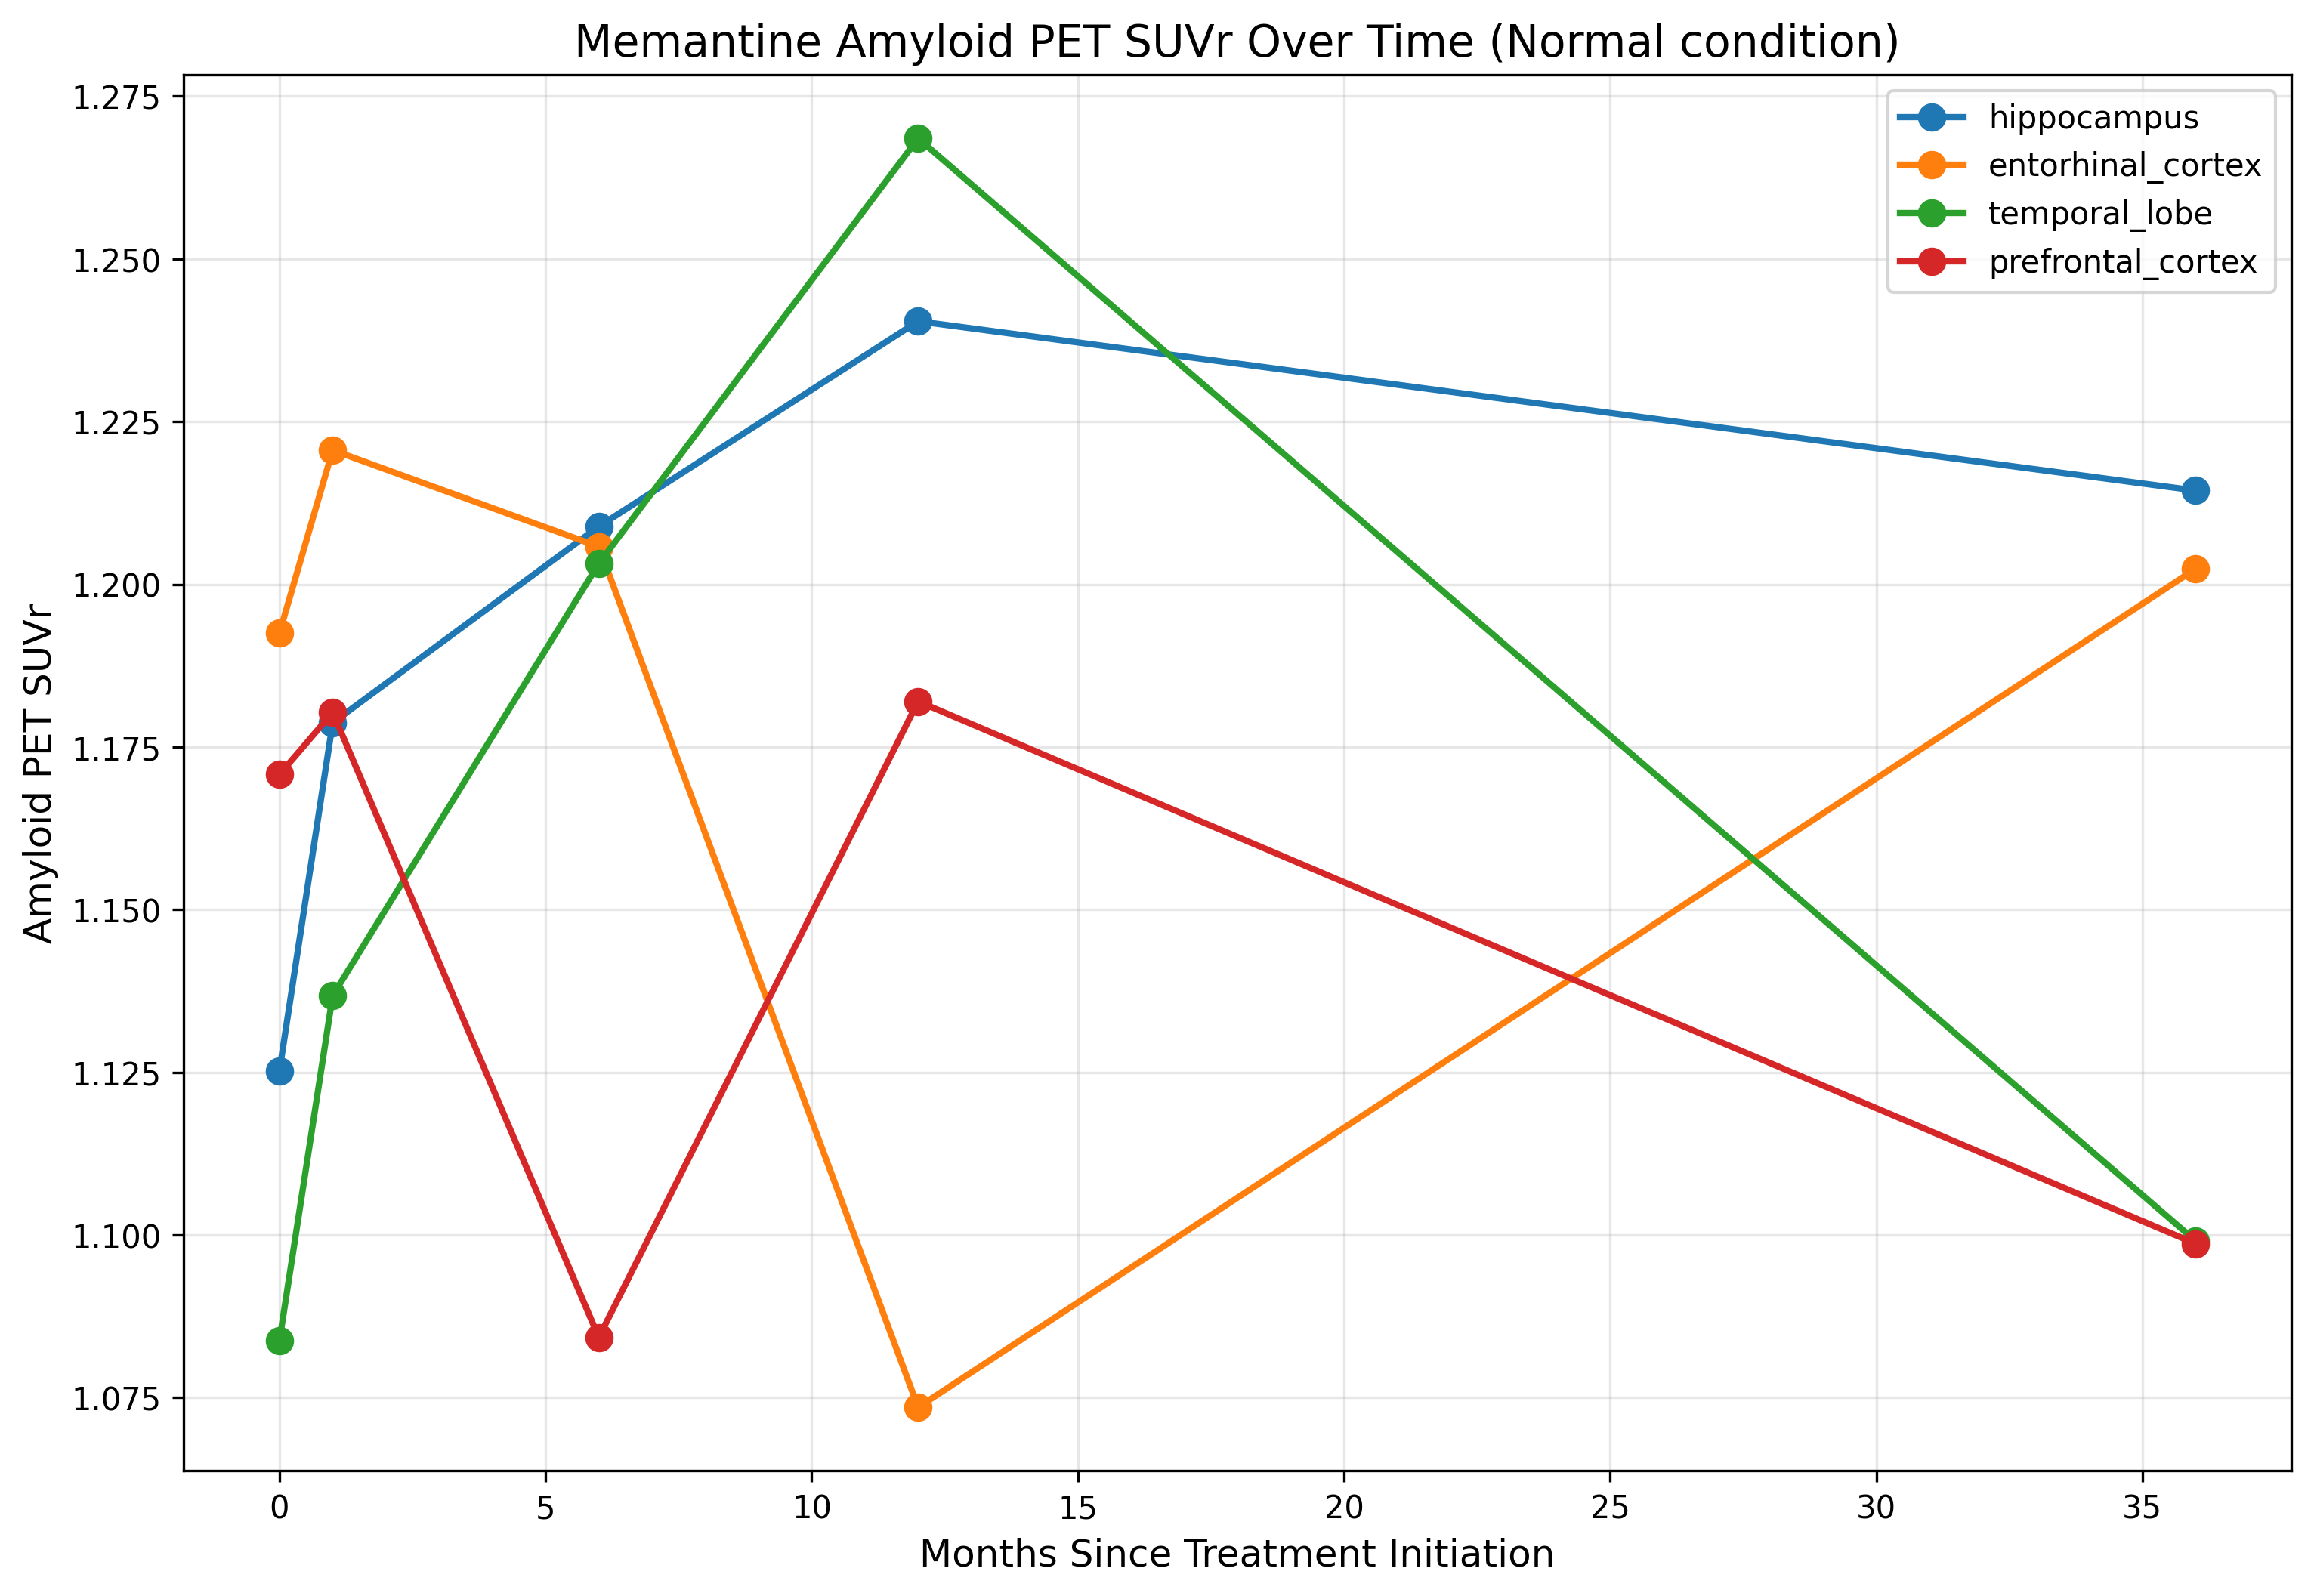 Memantine Amyloid PET SUVr Over Time (Normal condition)
1.275
1.250
1.225
1.200
1.175
1.150
1.125
1.100
1.075
Amyloid PET SUVr
hippocampus
entorhinal_cortex
temporal_lobe
prefrontal_cortex
0 5 10 15 20 25 30 35
Months Since Treatment Initiation